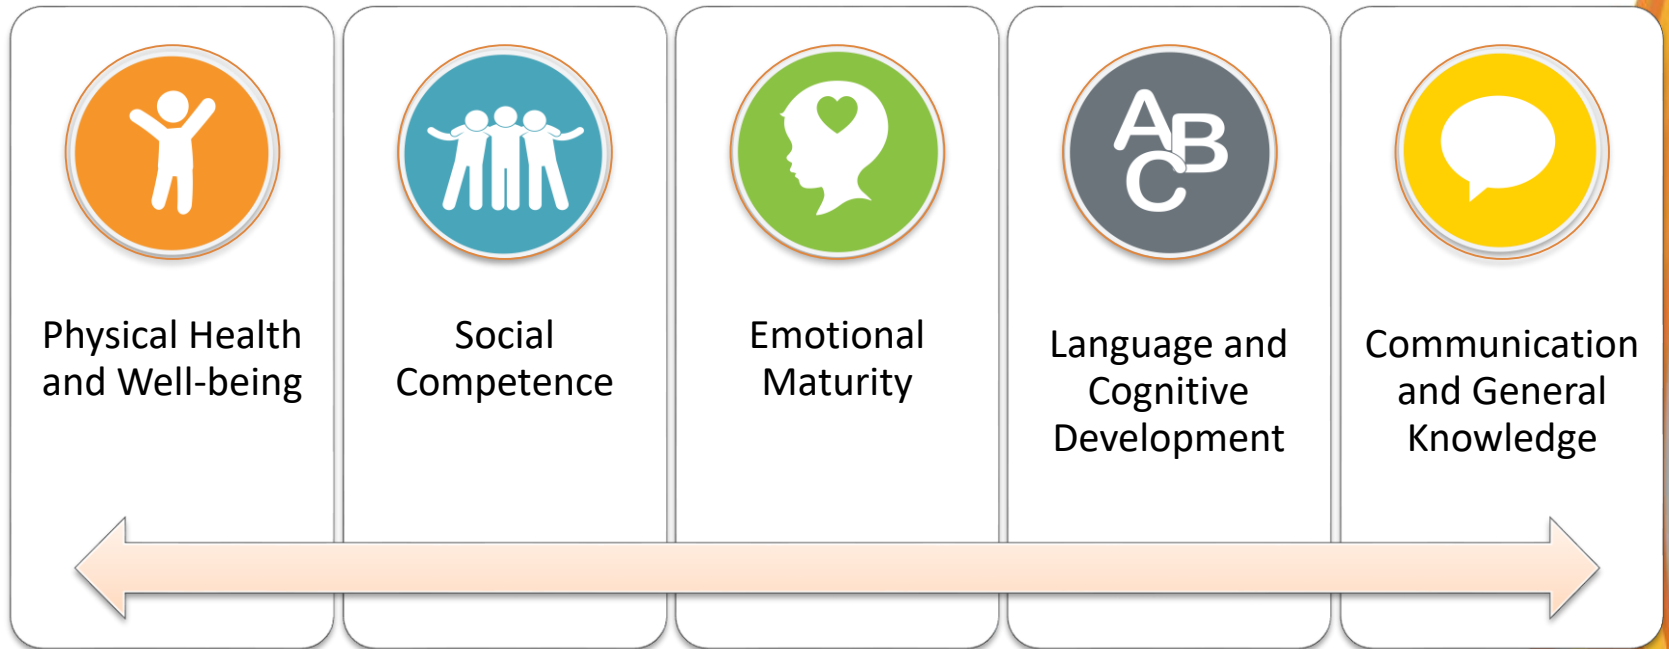 A
B
C
Physical Health
and Well-being
Social
Competence
Emotional
Maturity
Language and
Cognitive
Development
Communication
and General
Knowledge